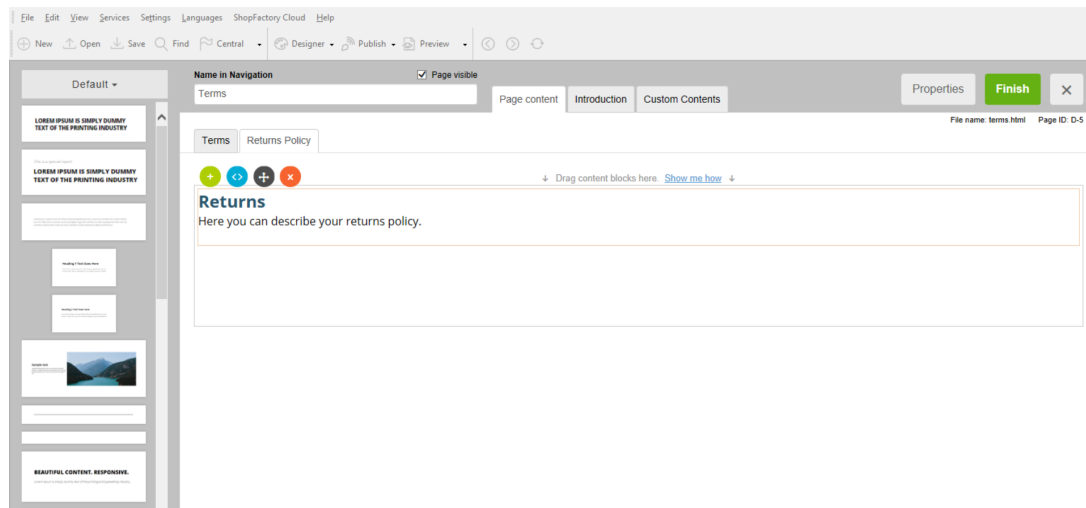 File Edit View Services Settings Languages ShopFactory Cloud Help
New Open Save Find Central Designer Publish Preview
Default
Name in Navigation Page visible
Terms
Page content Introduction Custom Contents
Properties Finish
File name: terms.html Page ID: D-5
Terms Returns Policy
Drag content blocks here. Show me how
Returns
Here you can describe your returns policy.
LOREM IPSUM IS SIMPLY DUMMY
TEXT OF THE PRINTING INDUSTRY
LOREM IPSUM IS SIMPLY DUMMY
TEXT OF THE PRINTING INDUSTRY
BEAUTIFUL CONTENT. RESPONSIVE.